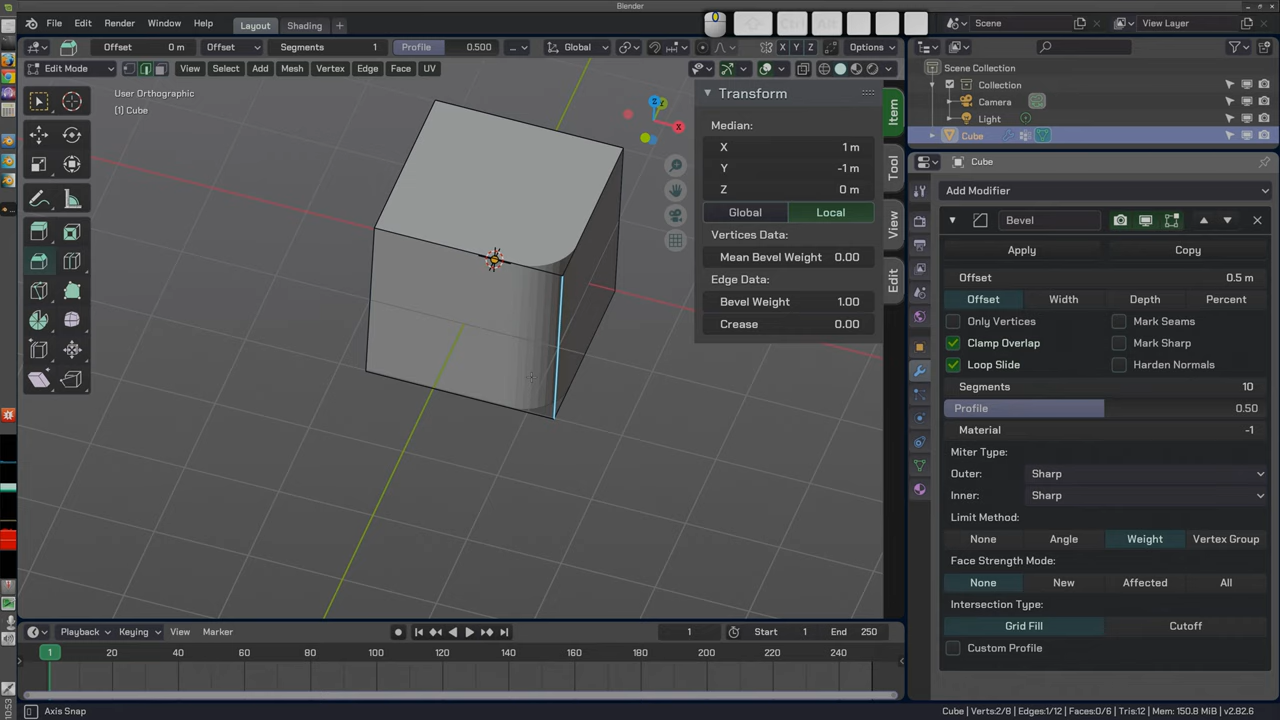 Blender
File Edit Render Window Help Layout Shading + Ctrl Alt Scene View Layer
Offset 0 m Offset Segments 1 Profile 0.500 Global X Y Z Options
Edit Mode View Select Add Mesh Vertex Edge Face UV
User Orthographic
(1) Cube
Z Y X
Transform
Median:
X 1 m
Y -1 m
Z 0 m
Global Local
Vertices Data:
Mean Bevel Weight 0.00
Edge Data:
Bevel Weight 1.00
Crease 0.00
Item
Tool
View
Edit
Scene Collection
Collection
Camera
Light
Cube
Cube
Add Modifier
Bevel
Apply Copy
Offset 0.5 m
Offset Width Depth Percent
Only Vertices Mark Seams
Clamp Overlap Mark Sharp
Loop Slide Harden Normals
Segments 10
Profile 0.50
Material -1
Miter Type:
Outer: Sharp
Inner: Sharp
Limit Method:
None Angle Weight Vertex Group
Face Strength Mode:
None New Affected All
Intersection Type:
Grid Fill Cutoff
Custom Profile
Playback Keying View Marker 1 Start 1 End 250
1 20 40 60 80 100 120 140 160 180 200 220 240
10:53
Axis Snap Cube | Verts:2/8 | Edges:1/12 | Faces:0/6 | Tris:12 | Mem: 150.8 MiB | v2.82.6